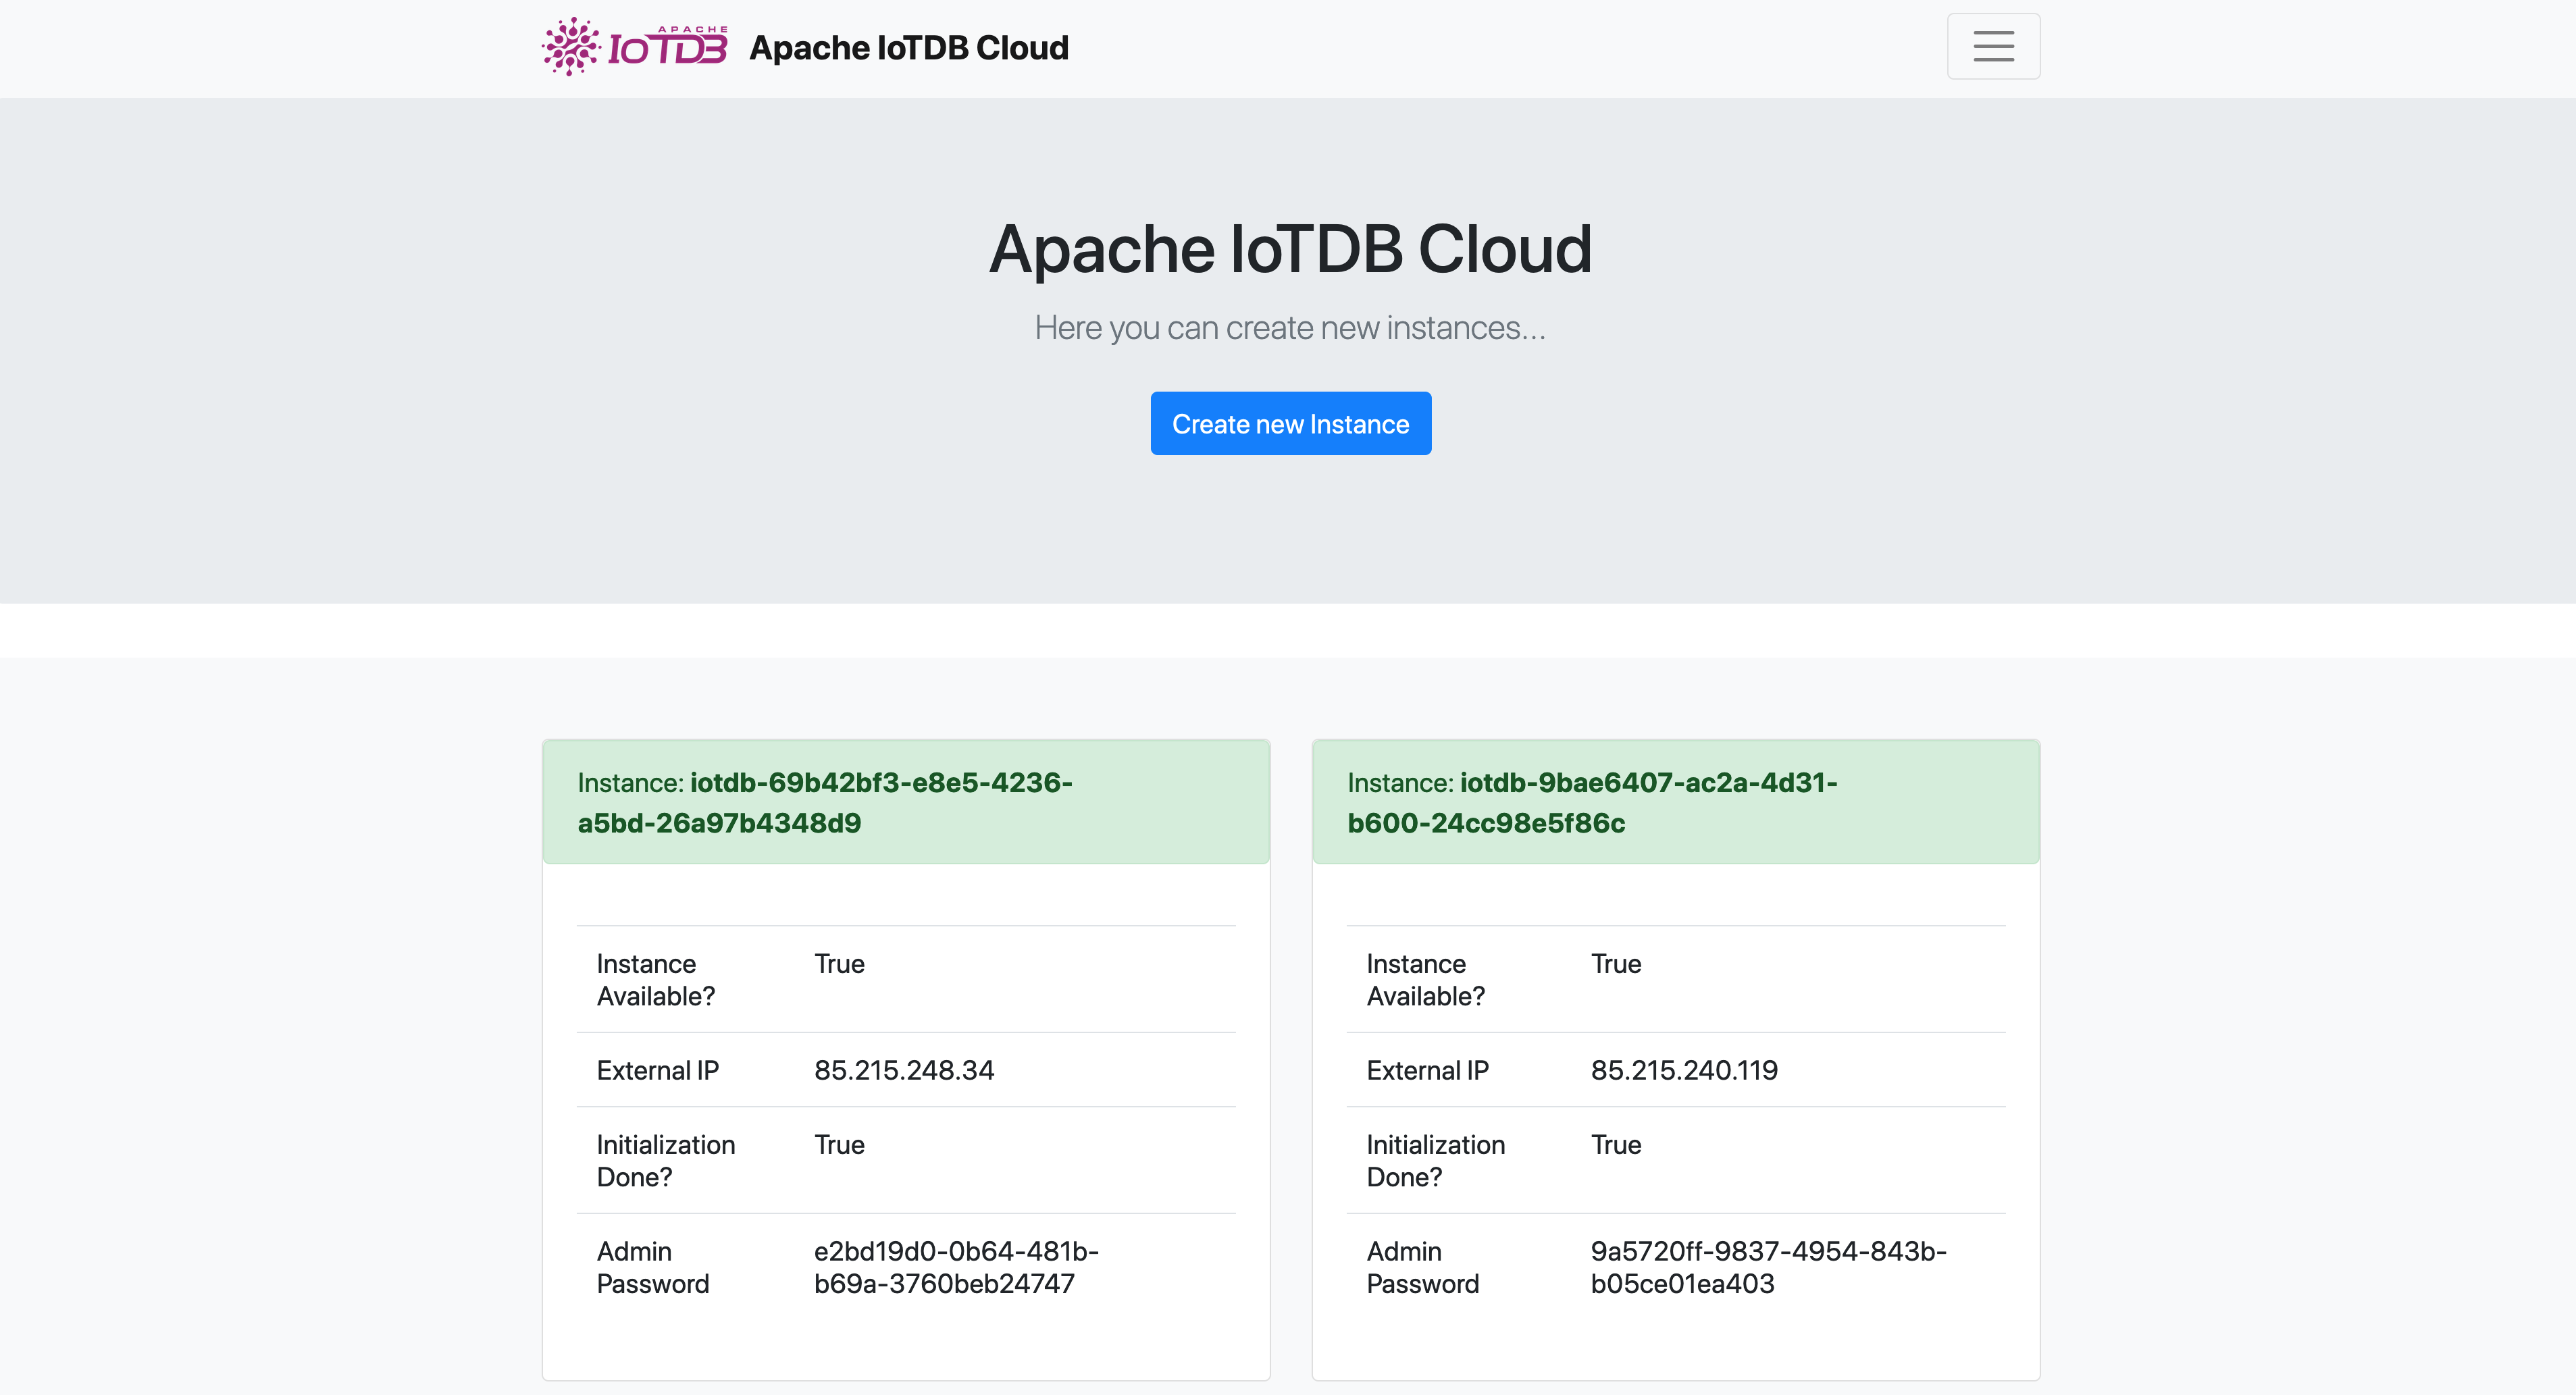 APACHE
IoTDB
Apache IoTDB Cloud
Apache IoTDB Cloud
Here you can create new instances...
Create new Instance
Instance: iotdb-69b42bf3-e8e5-4236-
a5bd-26a97b4348d9
Instance Available?
True
External IP
85.215.248.34
Initialization Done?
True
Admin Password
e2bd19d0-0b64-481b-
b69a-3760beb24747
Instance: iotdb-9bae6407-ac2a-4d31-
b600-24cc98e5f86c
Instance Available?
True
External IP
85.215.240.119
Initialization Done?
True
Admin Password
9a5720ff-9837-4954-843b-
b05ce01ea403